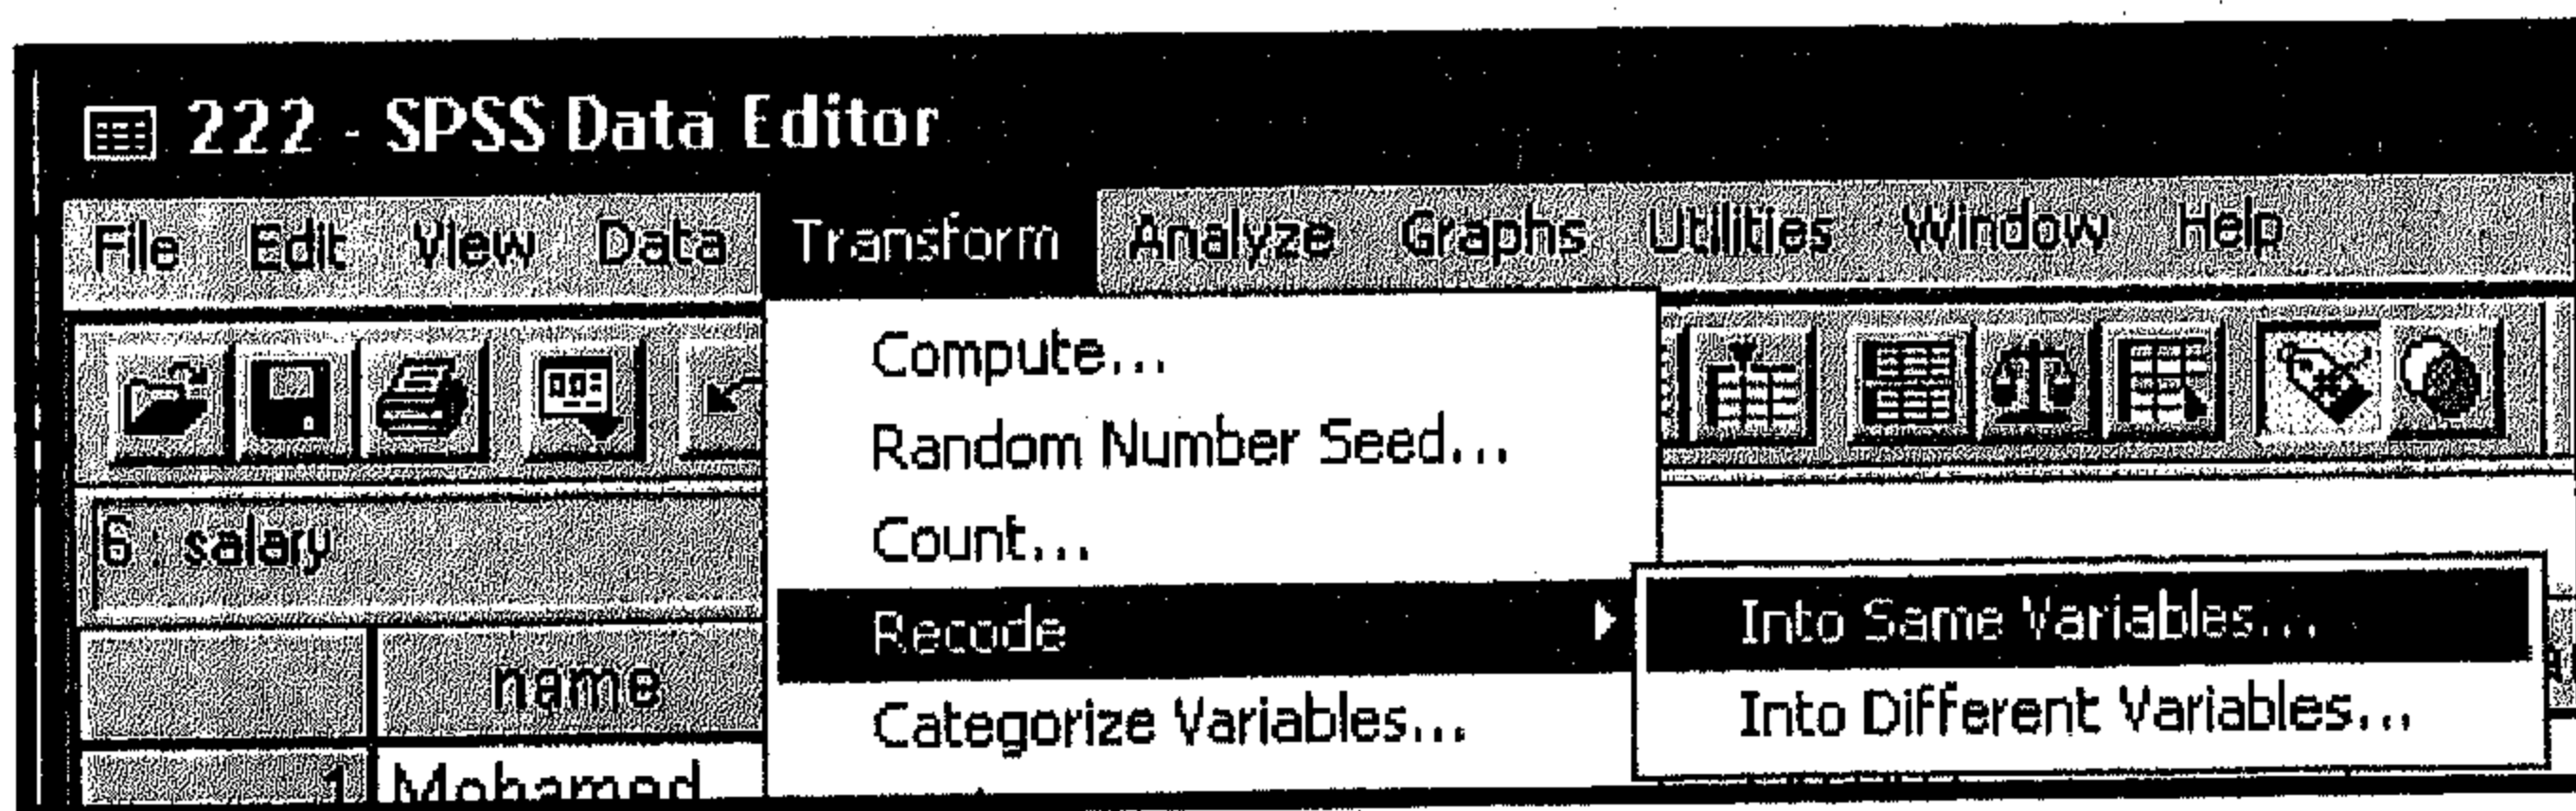 222 - SPSS Data Editor
File Edit View Data Transform Analyze Graphs Utilities Window Help
Compute...
Random Number Seed...
Count...
6 : salary
Recode
Into Same Variables...
name
Categorize Variables...
Into Different Variables...
1 Mohamed